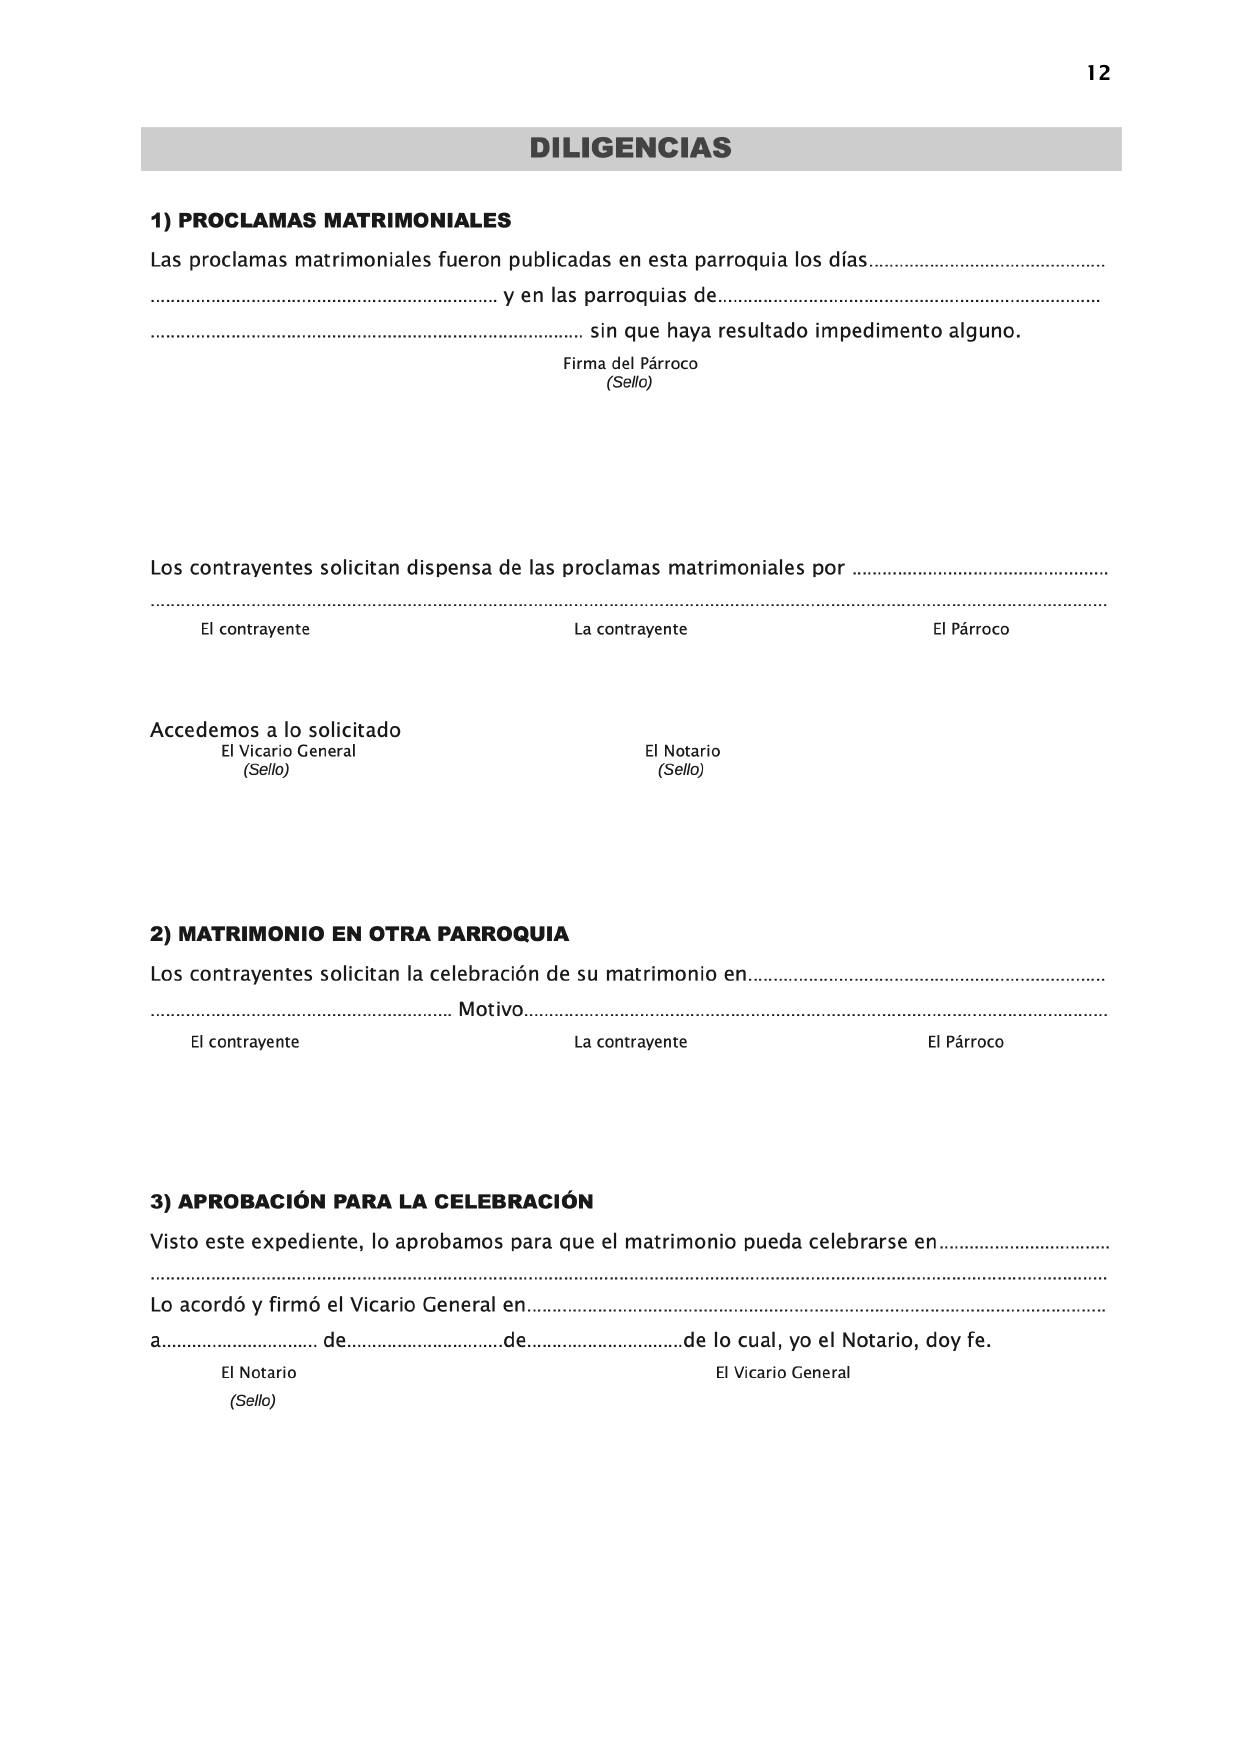 12
DILIGENCIAS
1) PROCLAMAS MATRIMONIALES
Las proclamas matrimoniales fueron publicadas en esta parroquia los días...............................................
..................................................................... y en las parroquias de............................................................................
...................................................................................... sin que haya resultado impedimento alguno.
Firma del Párroco
(Sello)
Los contrayentes solicitan dispensa de las proclamas matrimoniales por ...................................................
..............................................................................................................................................................................................
El contrayente La contrayente El Párroco
Accedemos a lo solicitado
El Vicario General El Notario
(Sello) (Sello)
2) MATRIMONIO EN OTRA PARROQUIA
Los contrayentes solicitan la celebración de su matrimonio en.......................................................................
............................................................ Motivo....................................................................................................................
El contrayente La contrayente El Párroco
3) APROBACIÓN PARA LA CELEBRACIÓN
Visto este expediente, lo aprobamos para que el matrimonio pueda celebrarse en..................................
..............................................................................................................................................................................................
Lo acordó y firmó el Vicario General en...................................................................................................................
a............................... de...............................de...............................de lo cual, yo el Notario, doy fe.
El Notario El Vicario General
(Sello)